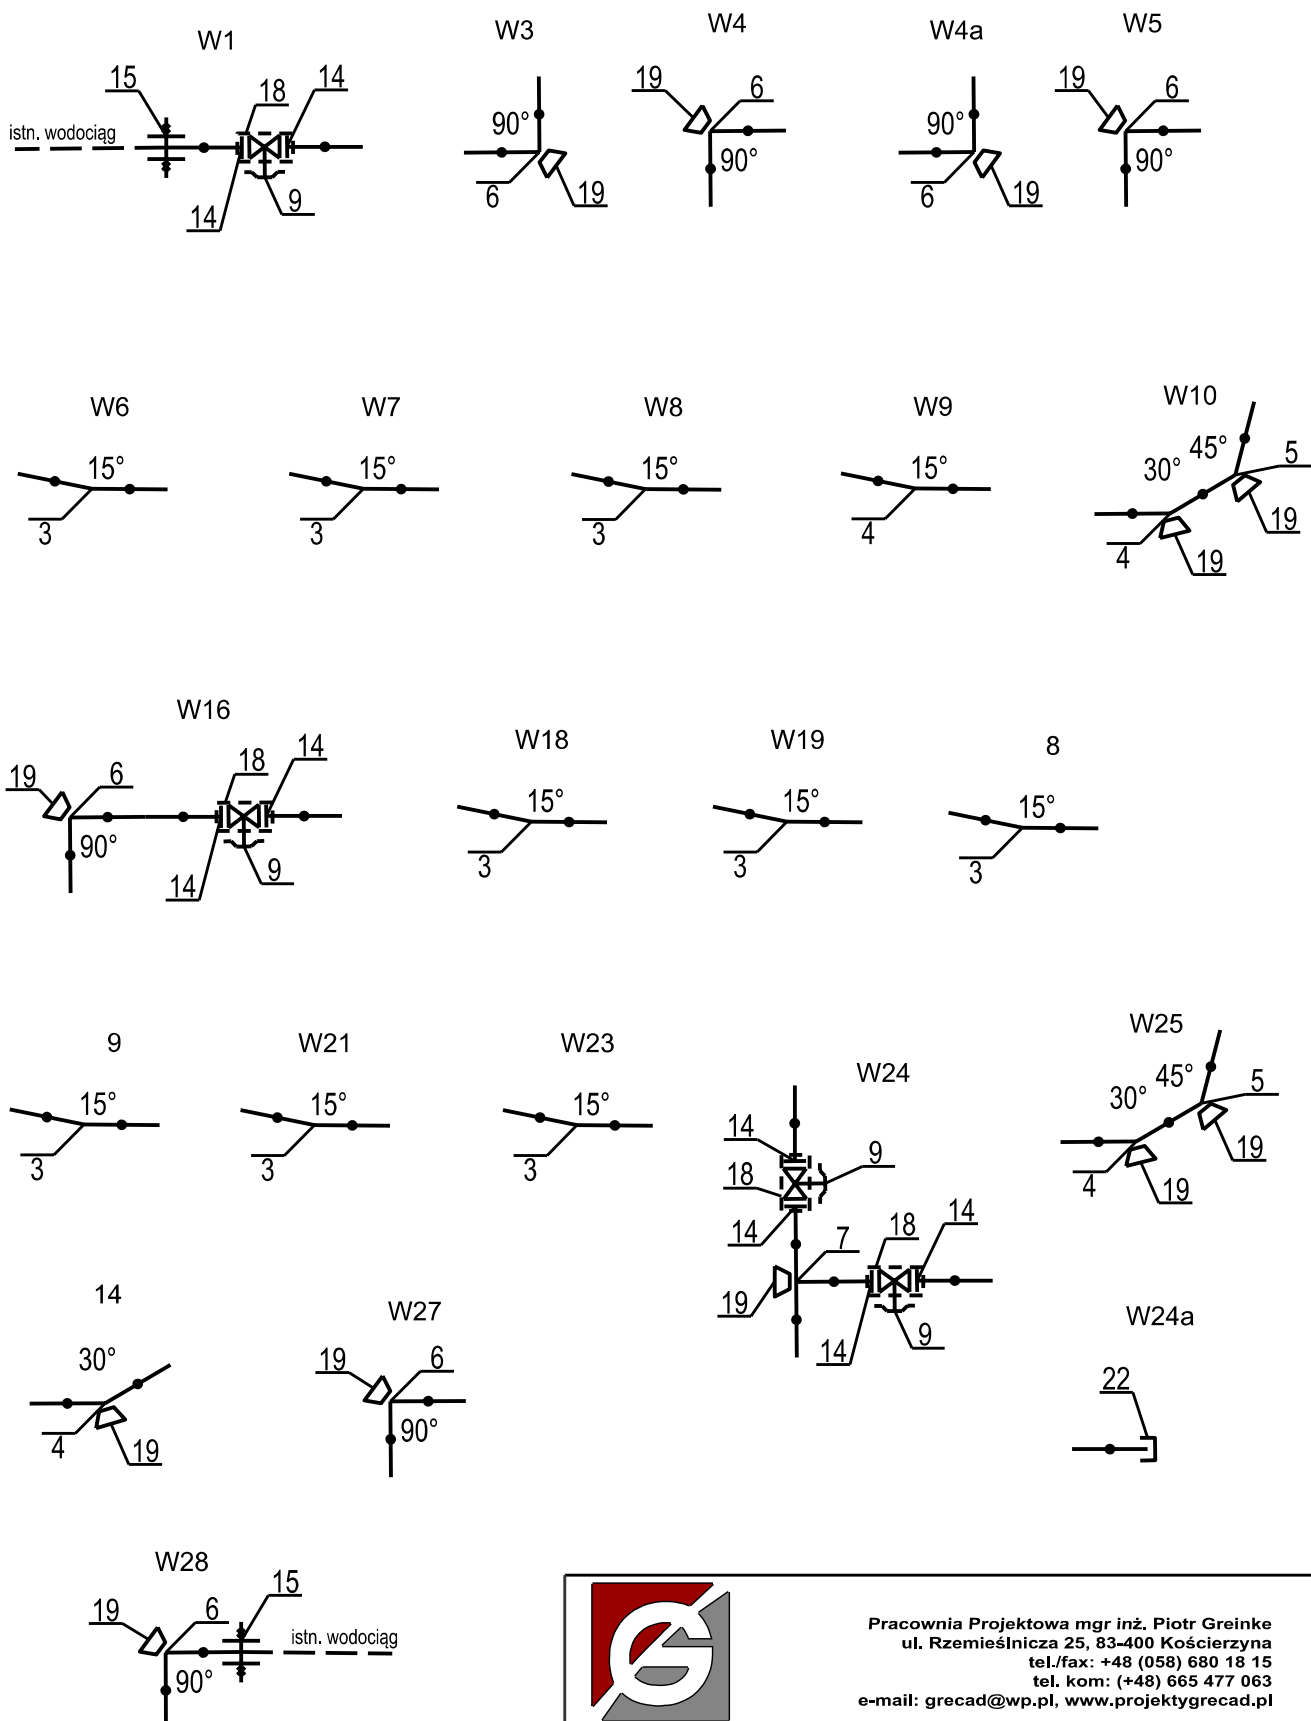 W1
15
18
14
istn. wodociąg
14
9
W3
90°
6
19
W4
19
6
90°
W4a
90°
6
19
W5
19
6
90°
W6
15°
3
W7
15°
3
W8
15°
3
W9
15°
4
W10
45°
30°
5
19
4
19
W16
19
6
18
14
90°
14
9
W18
15°
3
W19
15°
3
8
15°
3
9
15°
3
W21
15°
3
W23
15°
3
W24
14
9
18
14
7
18
14
19
14
9
W25
45°
30°
5
19
4
19
14
30°
4
19
W27
19
6
90°
W24a
22
W28
19
6
15
istn. wodociąg
90°
Pracownia Projektowa mgr inż. Piotr Greinke
ul. Rzemieślnicza 25, 83-400 Kościerzyna
tel./fax: +48 (058) 680 18 15
tel. kom: (+48) 665 477 063
e-mail: grecad@wp.pl, www.projektygrecad.pl